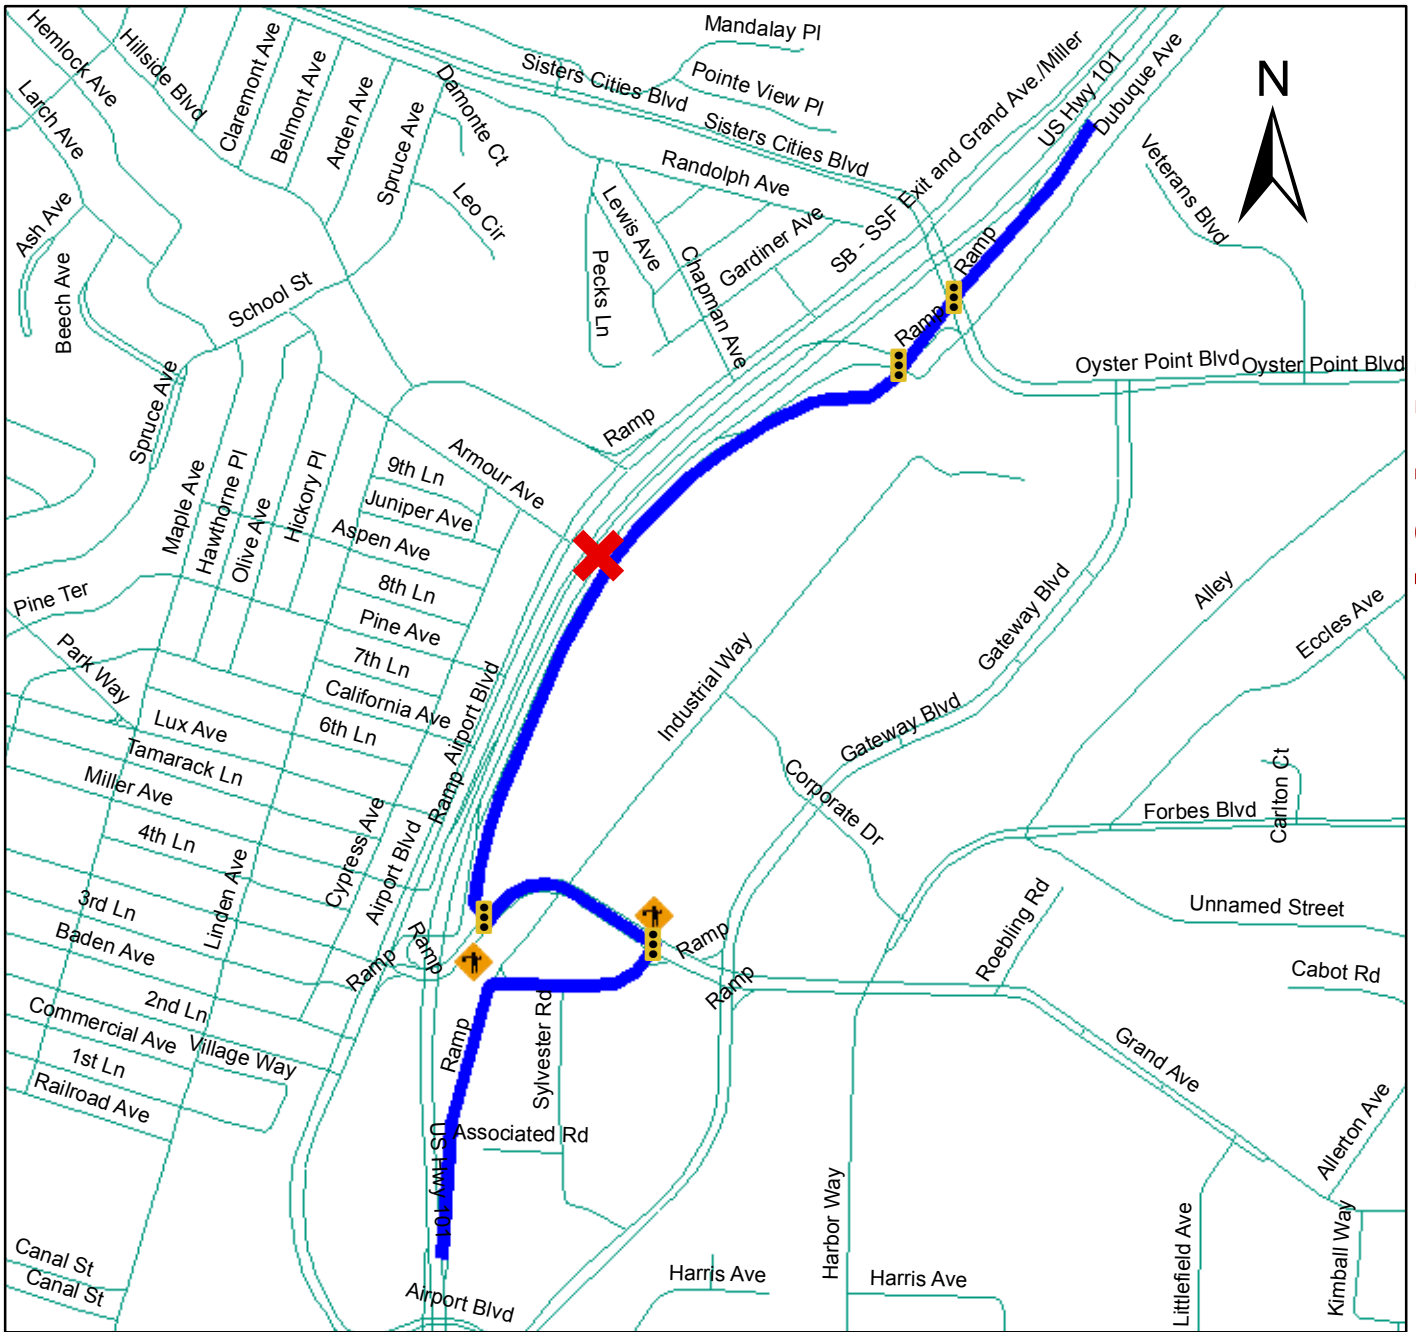 Mandalay Pl
Hemlock Ave
Hillside Blvd
Claremont Ave
Belmont Ave
Arden Ave
Damonte Ct
Sisters Cities Blvd
Pointe View Pl
SB - SSF Exit and Grand Ave./Miller
US Hwy 101
Dubuque Ave
N
Larch Ave
Spruce Ave
Sisters Cities Blvd
Randolph Ave
Veterans Blvd
Ash Ave
Leo Cir
Lewis Ave
Gardiner Ave
Ramp
Beech Ave
School St
Pecks Ln
Chapman Ave
Ramp
Oyster Point Blvd
Oyster Point Blvd
Spruce Ave
Ramp
Armour Ave
9th Ln
Juniper Ave
Maple Ave
Hawthorne Pl
Olive Ave
Hickory Pl
Aspen Ave
8th Ln
Pine Ter
Pine Ave
Gateway Blvd
Alley
Eccles Ave
Park Way
7th Ln
California Ave
Airport Blvd
Industrial Way
Lux Ave
6th Ln
Gateway Blvd
Tamarack Ln
Ramp
Miller Ave
Corporate Dr
Forbes Blvd
Carlton Ct
4th Ln
Cypress Ave
Airport Blvd
3rd Ln
Linden Ave
Unnamed Street
Roebling Rd
Baden Ave
Ramp
Ramp
Ramp
Ramp
Cabot Rd
2nd Ln
Commercial Ave
Village Way
Ramp
Sylvester Rd
Grand Ave
1st Ln
Railroad Ave
US Hwy 101
Associated Rd
Allerton Ave
Harbor Way
Littlefield Ave
Kimball Way
Canal St
Canal St
Airport Blvd
Harris Ave
Harris Ave